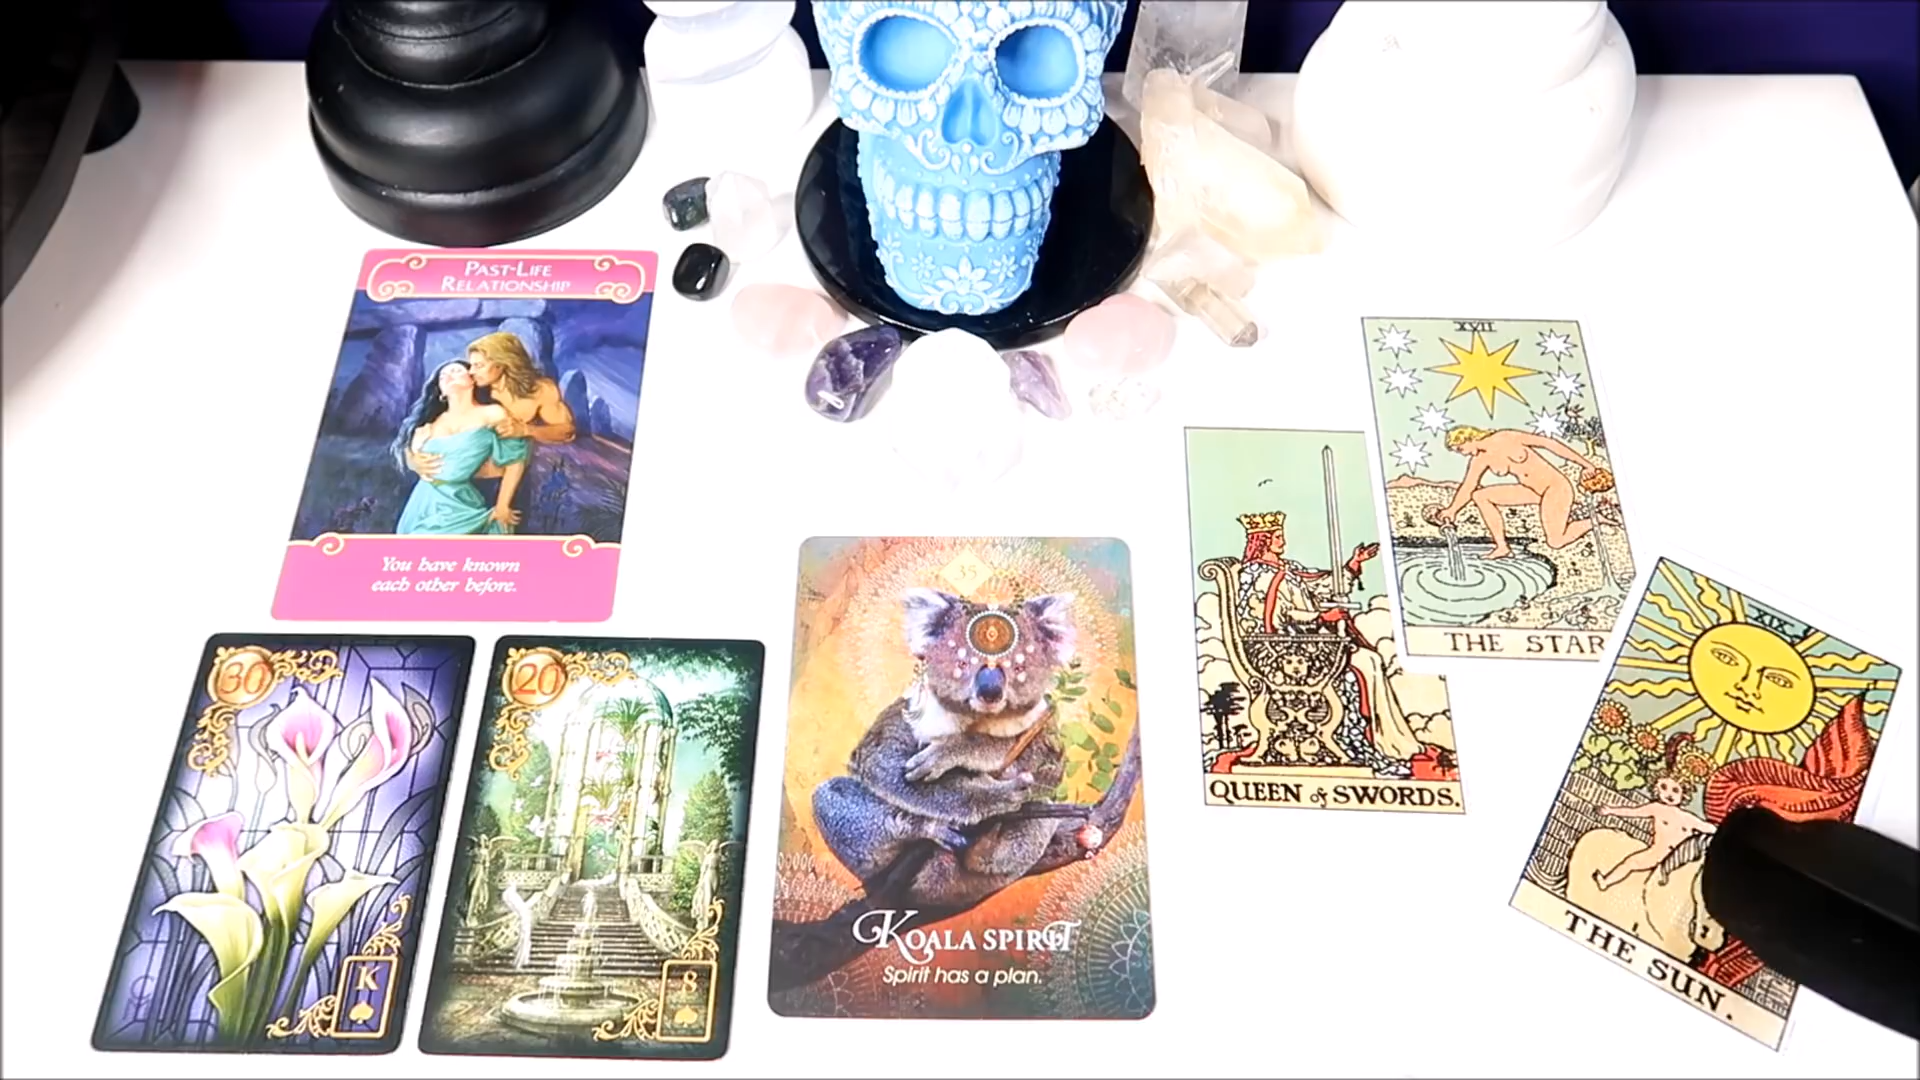 PAST-LIFE
RELATIONSHIP
You have known
each other before.
30
K
20
8
35
KOALA SPIRIT
Spirit has a plan.
QUEEN of SWORDS.
XVII
THE STAR
XIX
THE SUN.